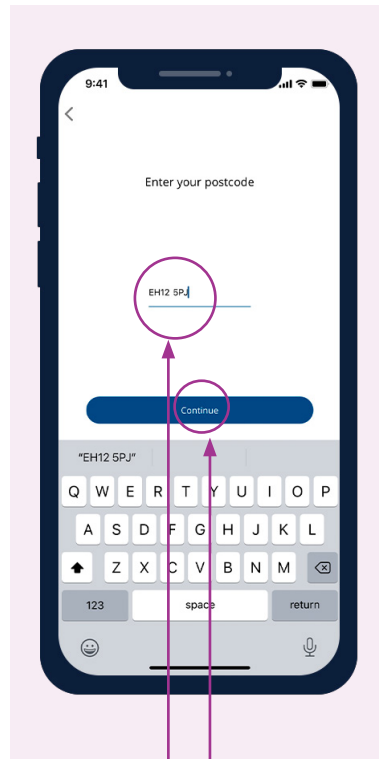 9:41
Enter your postcode
EH12 5PJ
Continue
"EH12 5PJ"
Q W E R T Y U I O P
A S D F G H J K L
Z X C V B N M
123 space return